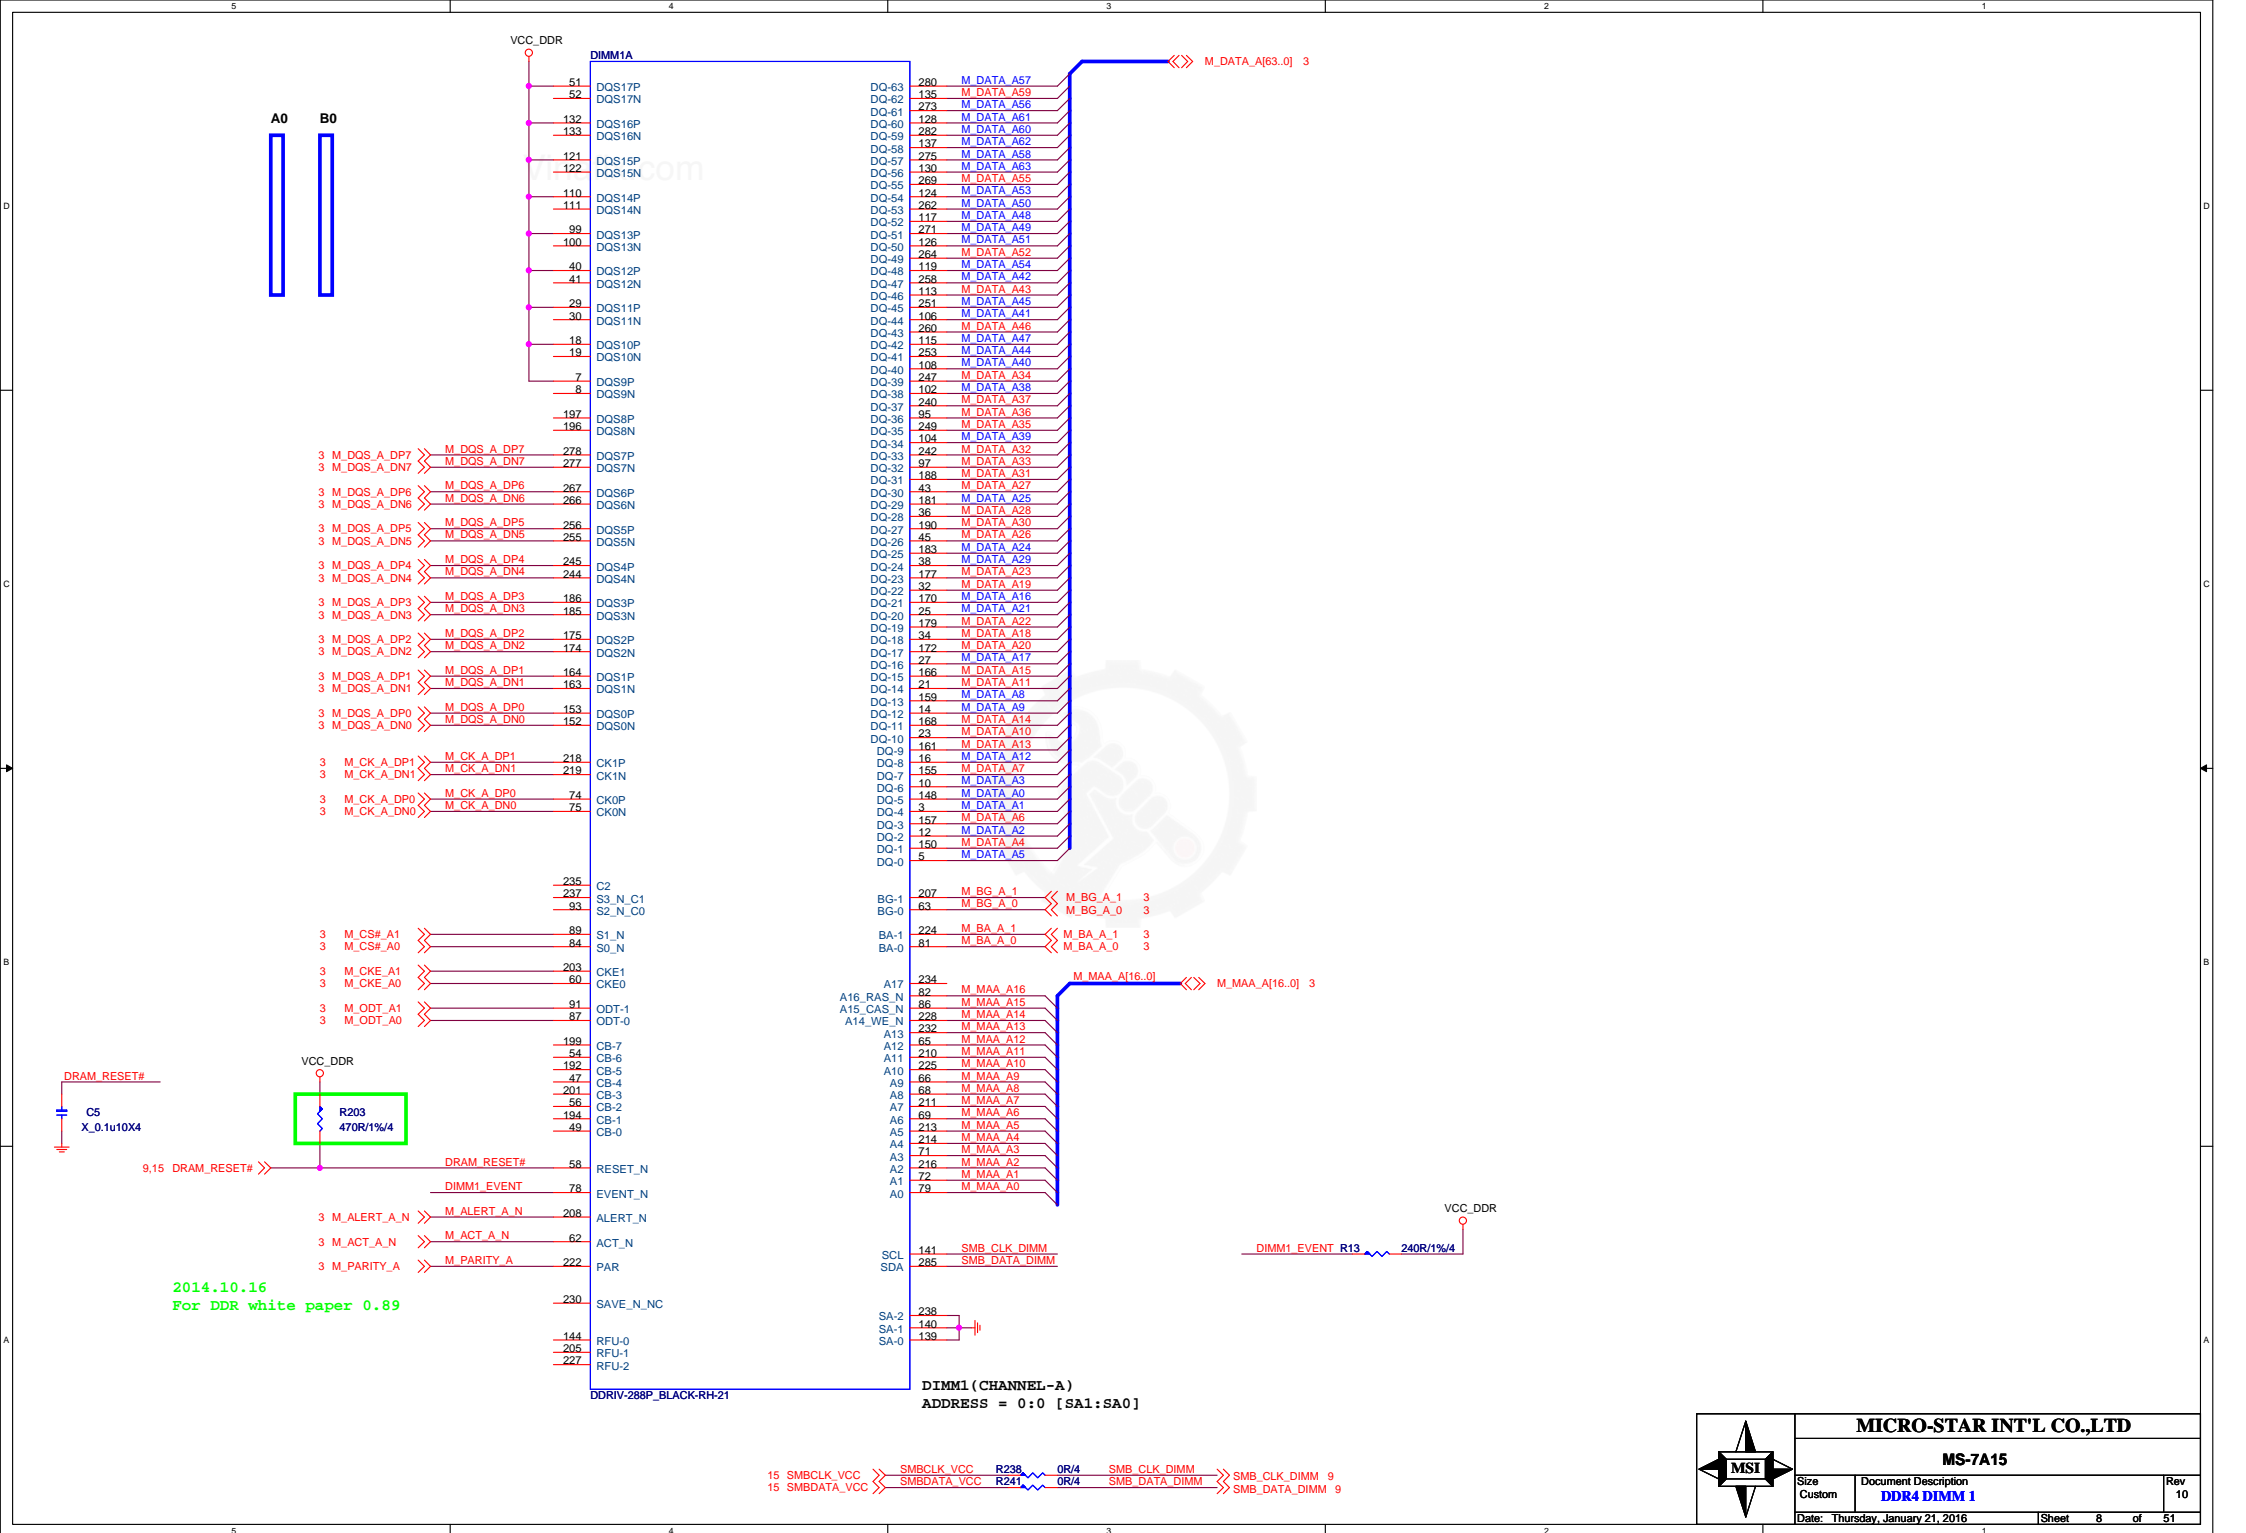 5 4 3 2 1
VCC_DDR
DIMM1A
M_DATA_A[63..0] 3
A0 B0
51 DQS17P
52 DQS17N
132 DQS16P
133 DQS16N
121 DQS15P
122 DQS15N
110 DQS14P
111 DQS14N
99 DQS13P
100 DQS13N
40 DQS12P
41 DQS12N
29 DQS11P
30 DQS11N
18 DQS10P
19 DQS10N
7 DQS9P
8 DQS9N
197 DQS8P
196 DQS8N
3 M_DQS_A_DP7 M_DQS_A_DP7 278 DQS7P
3 M_DQS_A_DN7 M_DQS_A_DN7 277 DQS7N
3 M_DQS_A_DP6 M_DQS_A_DP6 267 DQS6P
3 M_DQS_A_DN6 M_DQS_A_DN6 266 DQS6N
3 M_DQS_A_DP5 M_DQS_A_DP5 256 DQS5P
3 M_DQS_A_DN5 M_DQS_A_DN5 255 DQS5N
3 M_DQS_A_DP4 M_DQS_A_DP4 245 DQS4P
3 M_DQS_A_DN4 M_DQS_A_DN4 244 DQS4N
3 M_DQS_A_DP3 M_DQS_A_DP3 186 DQS3P
3 M_DQS_A_DN3 M_DQS_A_DN3 185 DQS3N
3 M_DQS_A_DP2 M_DQS_A_DP2 175 DQS2P
3 M_DQS_A_DN2 M_DQS_A_DN2 174 DQS2N
3 M_DQS_A_DP1 M_DQS_A_DP1 164 DQS1P
3 M_DQS_A_DN1 M_DQS_A_DN1 163 DQS1N
3 M_DQS_A_DP0 M_DQS_A_DP0 153 DQS0P
3 M_DQS_A_DN0 M_DQS_A_DN0 152 DQS0N
3 M_CK_A_DP1 M_CK_A_DP1 218 CK1P
3 M_CK_A_DN1 M_CK_A_DN1 219 CK1N
3 M_CK_A_DP0 M_CK_A_DP0 74 CK0P
3 M_CK_A_DN0 M_CK_A_DN0 75 CK0N
235 C2
237 S3_N_C1
93 S2_N_C0
3 M_CS#_A1 89 S1_N
3 M_CS#_A0 84 S0_N
3 M_CKE_A1 203 CKE1
3 M_CKE_A0 60 CKE0
3 M_ODT_A1 91 ODT-1
3 M_ODT_A0 87 ODT-0
199 CB-7
54 CB-6
192 CB-5
47 CB-4
201 CB-3
56 CB-2
194 CB-1
49 CB-0
VCC_DDR
DRAM_RESET#
C5
X_0.1u10X4
R203
470R/1%/4
9,15 DRAM_RESET# DRAM_RESET# 58 RESET_N
DIMM1_EVENT 78 EVENT_N
3 M_ALERT_A_N M_ALERT_A_N 208 ALERT_N
3 M_ACT_A_N M_ACT_A_N 62 ACT_N
3 M_PARITY_A M_PARITY_A 222 PAR
2014.10.16
For DDR white paper 0.89
230 SAVE_N_NC
144 RFU-0
205 RFU-1
227 RFU-2
DDRIV-288P_BLACK-RH-21
DQ-63 280 M_DATA_A57
DQ-62 135 M_DATA_A59
DQ-61 273 M_DATA_A56
DQ-60 128 M_DATA_A61
DQ-59 282 M_DATA_A60
DQ-58 137 M_DATA_A62
DQ-57 275 M_DATA_A58
DQ-56 130 M_DATA_A63
DQ-55 269 M_DATA_A55
DQ-54 124 M_DATA_A53
DQ-53 262 M_DATA_A50
DQ-52 117 M_DATA_A48
DQ-51 271 M_DATA_A49
DQ-50 126 M_DATA_A51
DQ-49 264 M_DATA_A52
DQ-48 119 M_DATA_A54
DQ-47 258 M_DATA_A42
DQ-46 113 M_DATA_A43
DQ-45 251 M_DATA_A45
DQ-44 106 M_DATA_A41
DQ-43 260 M_DATA_A46
DQ-42 115 M_DATA_A47
DQ-41 253 M_DATA_A44
DQ-40 108 M_DATA_A40
DQ-39 247 M_DATA_A34
DQ-38 102 M_DATA_A38
DQ-37 240 M_DATA_A37
DQ-36 95 M_DATA_A36
DQ-35 249 M_DATA_A35
DQ-34 104 M_DATA_A39
DQ-33 242 M_DATA_A32
DQ-32 97 M_DATA_A33
DQ-31 188 M_DATA_A31
DQ-30 43 M_DATA_A27
DQ-29 181 M_DATA_A25
DQ-28 36 M_DATA_A28
DQ-27 190 M_DATA_A30
DQ-26 45 M_DATA_A26
DQ-25 183 M_DATA_A24
DQ-24 38 M_DATA_A29
DQ-23 177 M_DATA_A23
DQ-22 32 M_DATA_A19
DQ-21 170 M_DATA_A16
DQ-20 25 M_DATA_A21
DQ-19 179 M_DATA_A22
DQ-18 34 M_DATA_A18
DQ-17 172 M_DATA_A20
DQ-16 27 M_DATA_A17
DQ-15 166 M_DATA_A15
DQ-14 21 M_DATA_A11
DQ-13 159 M_DATA_A8
DQ-12 14 M_DATA_A9
DQ-11 168 M_DATA_A14
DQ-10 23 M_DATA_A10
DQ-9 161 M_DATA_A13
DQ-8 16 M_DATA_A12
DQ-7 155 M_DATA_A7
DQ-6 10 M_DATA_A3
DQ-5 148 M_DATA_A0
DQ-4 3 M_DATA_A1
DQ-3 157 M_DATA_A6
DQ-2 12 M_DATA_A2
DQ-1 150 M_DATA_A4
DQ-0 5 M_DATA_A5
BG-1 207 M_BG_A_1 M_BG_A_1 3
BG-0 63 M_BG_A_0 M_BG_A_0 3
BA-1 224 M_BA_A_1 M_BA_A_1 3
BA-0 81 M_BA_A_0 M_BA_A_0 3
M_MAA_A[16..0] M_MAA_A[16..0] 3
A17 234
A16_RAS_N 82 M_MAA_A16
A15_CAS_N 86 M_MAA_A15
A14_WE_N 228 M_MAA_A14
A13 232 M_MAA_A13
A12 65 M_MAA_A12
A11 210 M_MAA_A11
A10 225 M_MAA_A10
A9 66 M_MAA_A9
A8 68 M_MAA_A8
A7 211 M_MAA_A7
A6 69 M_MAA_A6
A5 213 M_MAA_A5
A4 214 M_MAA_A4
A3 71 M_MAA_A3
A2 216 M_MAA_A2
A1 72 M_MAA_A1
A0 79 M_MAA_A0
SCL 141 SMB_CLK_DIMM
SDA 285 SMB_DATA_DIMM
VCC_DDR
DIMM1_EVENT R13 240R/1%/4
SA-2 238
SA-1 140
SA-0 139
DIMM1(CHANNEL-A)
ADDRESS = 0:0 [SA1:SA0]
15 SMBCLK_VCC SMBCLK_VCC R238 0R/4 SMB_CLK_DIMM SMB_CLK_DIMM 9
15 SMBDATA_VCC SMBDATA_VCC R241 0R/4 SMB_DATA_DIMM SMB_DATA_DIMM 9
D D
C C
B B
A A
MSI
MICRO-STAR INT'L CO.,LTD
MS-7A15
Size Document Description Rev
Custom DDR4 DIMM 1 10
Date: Thursday, January 21, 2016 Sheet 8 of 51
5 4 3 2 1